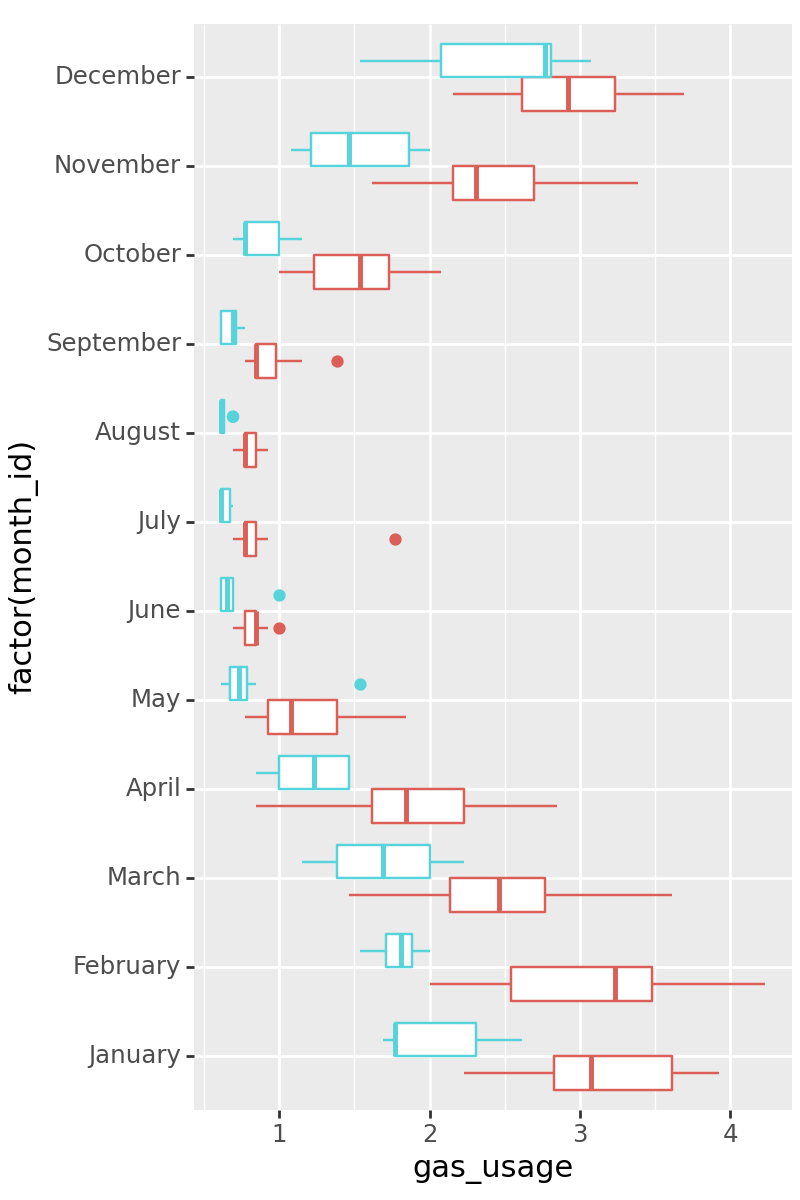 December
November
October
September
August
July
June
May
April
March
February
January
factor(month_id)
1 2 3 4
gas_usage